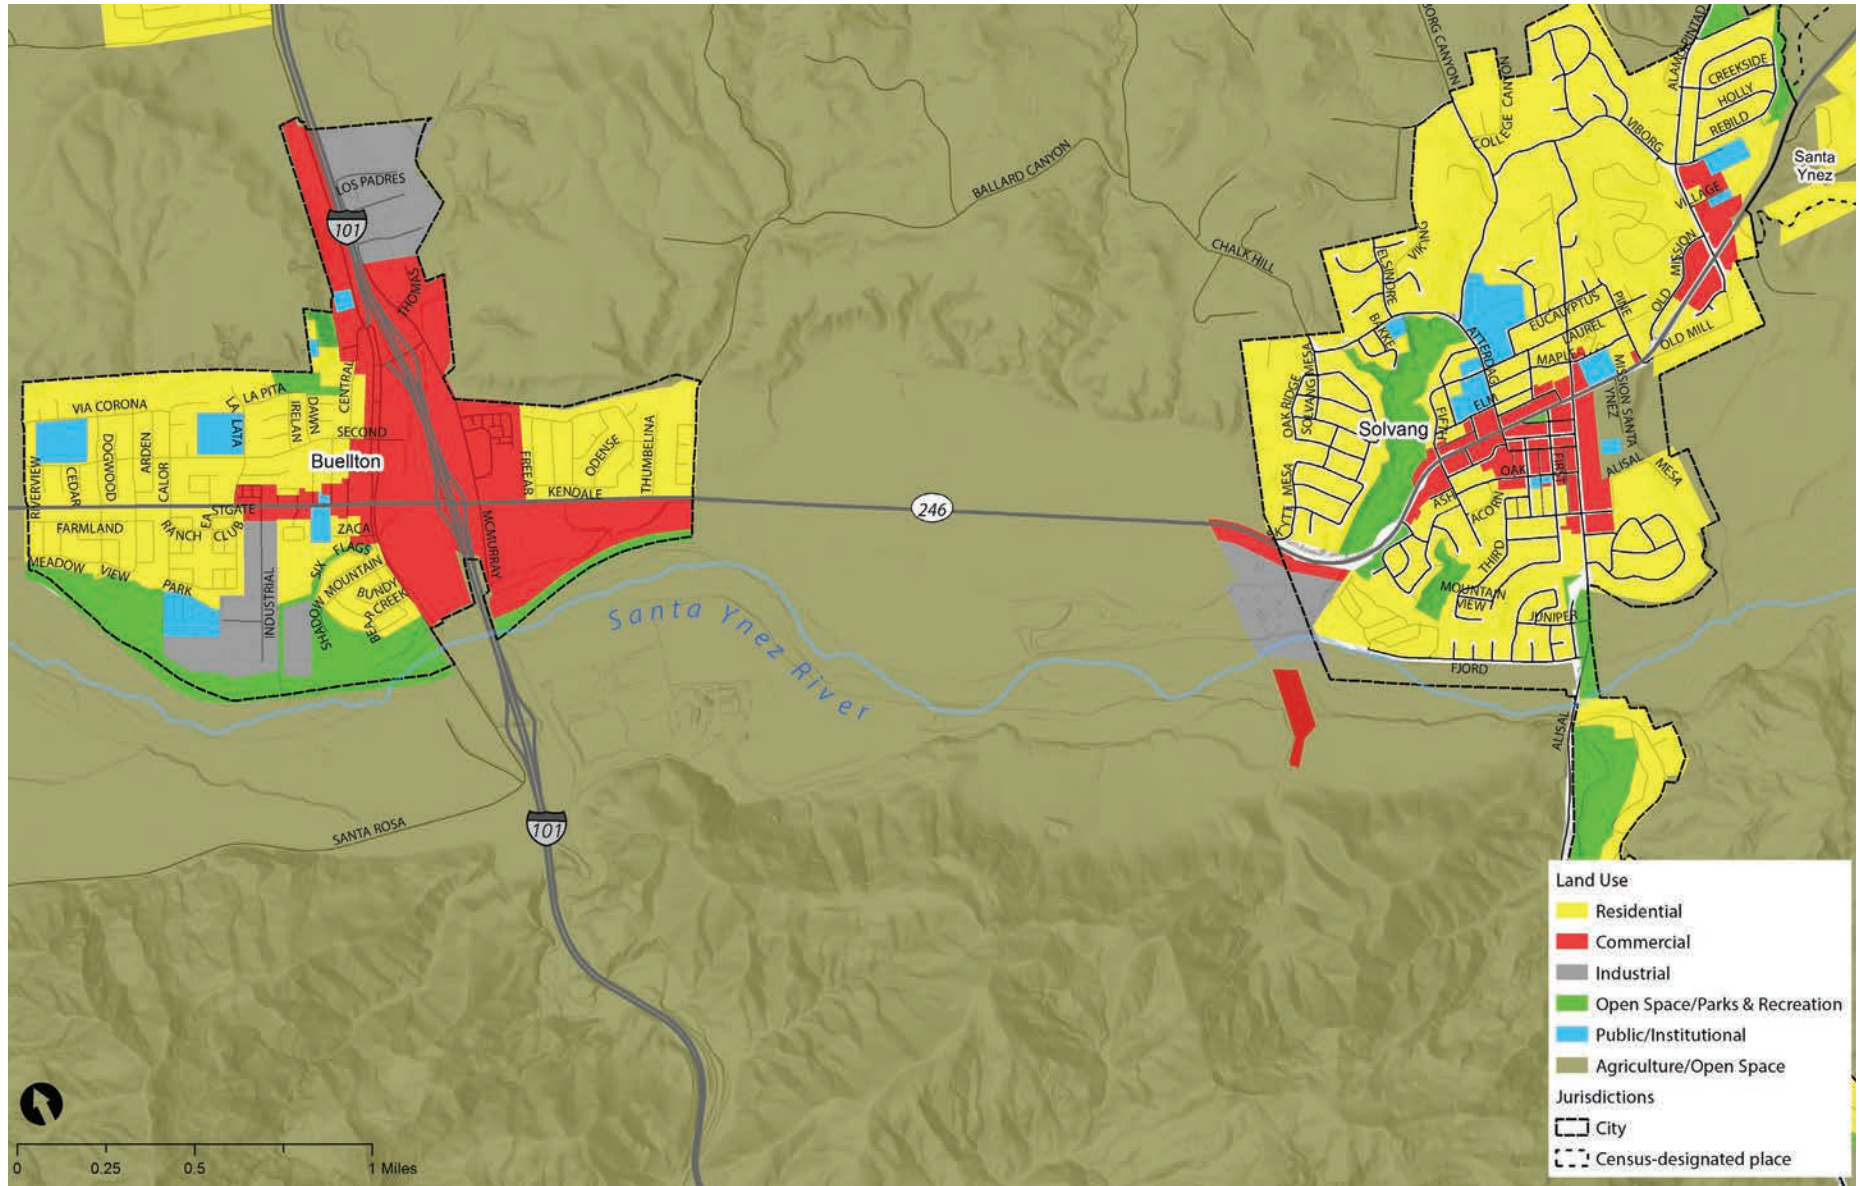 LOS PADRES
101
THOMAS
CENTRAL
LA PITA
VIA CORONA
LA LATA
IRELAN
DAWN
SECOND
DOGWOOD
ARDEN
CALOR
CEDAR
RIVERVIEW
Buellton
FREEAR
ODENSE
THUMBELINA
KENDALE
STGATE
FARMLAND
RANCH
CLUB
ZACA
FLAGS
SIX
MCMURRAY
MEADOW VIEW PARK
MOUNTAIN
SHADOW
BUNDY
BEAR CREEK
INDUSTRIAL
246
Santa Ynez River
SANTA ROSA
101
BALLARD CANYON
CHALK HILL
COLLEGE CANYON
VIBORG
CREEKSIDE
HOLLY
REBILD
Santa
Ynez
VILLAGE
MISSION
OLD
VIKING
ELSINORE
BAKKE
ATTERDAG
EUCALYPTUS
PINE
LAUREL
MAPLE
OLD MILL
MISSION SANTA
YNEZ
OAK RIDGE
SOLVANG MESA
Solvang
ELM
FIFTH
OAK
FIRST
ALISAL
MESA
MESA
ASH
ACORN
THIRD
MOUNTAIN
VIEW
JUNIPER
FJORD
ALISAL
Land Use
Residential
Commercial
Industrial
Open Space/Parks & Recreation
Public/Institutional
Agriculture/Open Space
Jurisdictions
City
Census-designated place
0 0.25 0.5 1 Miles